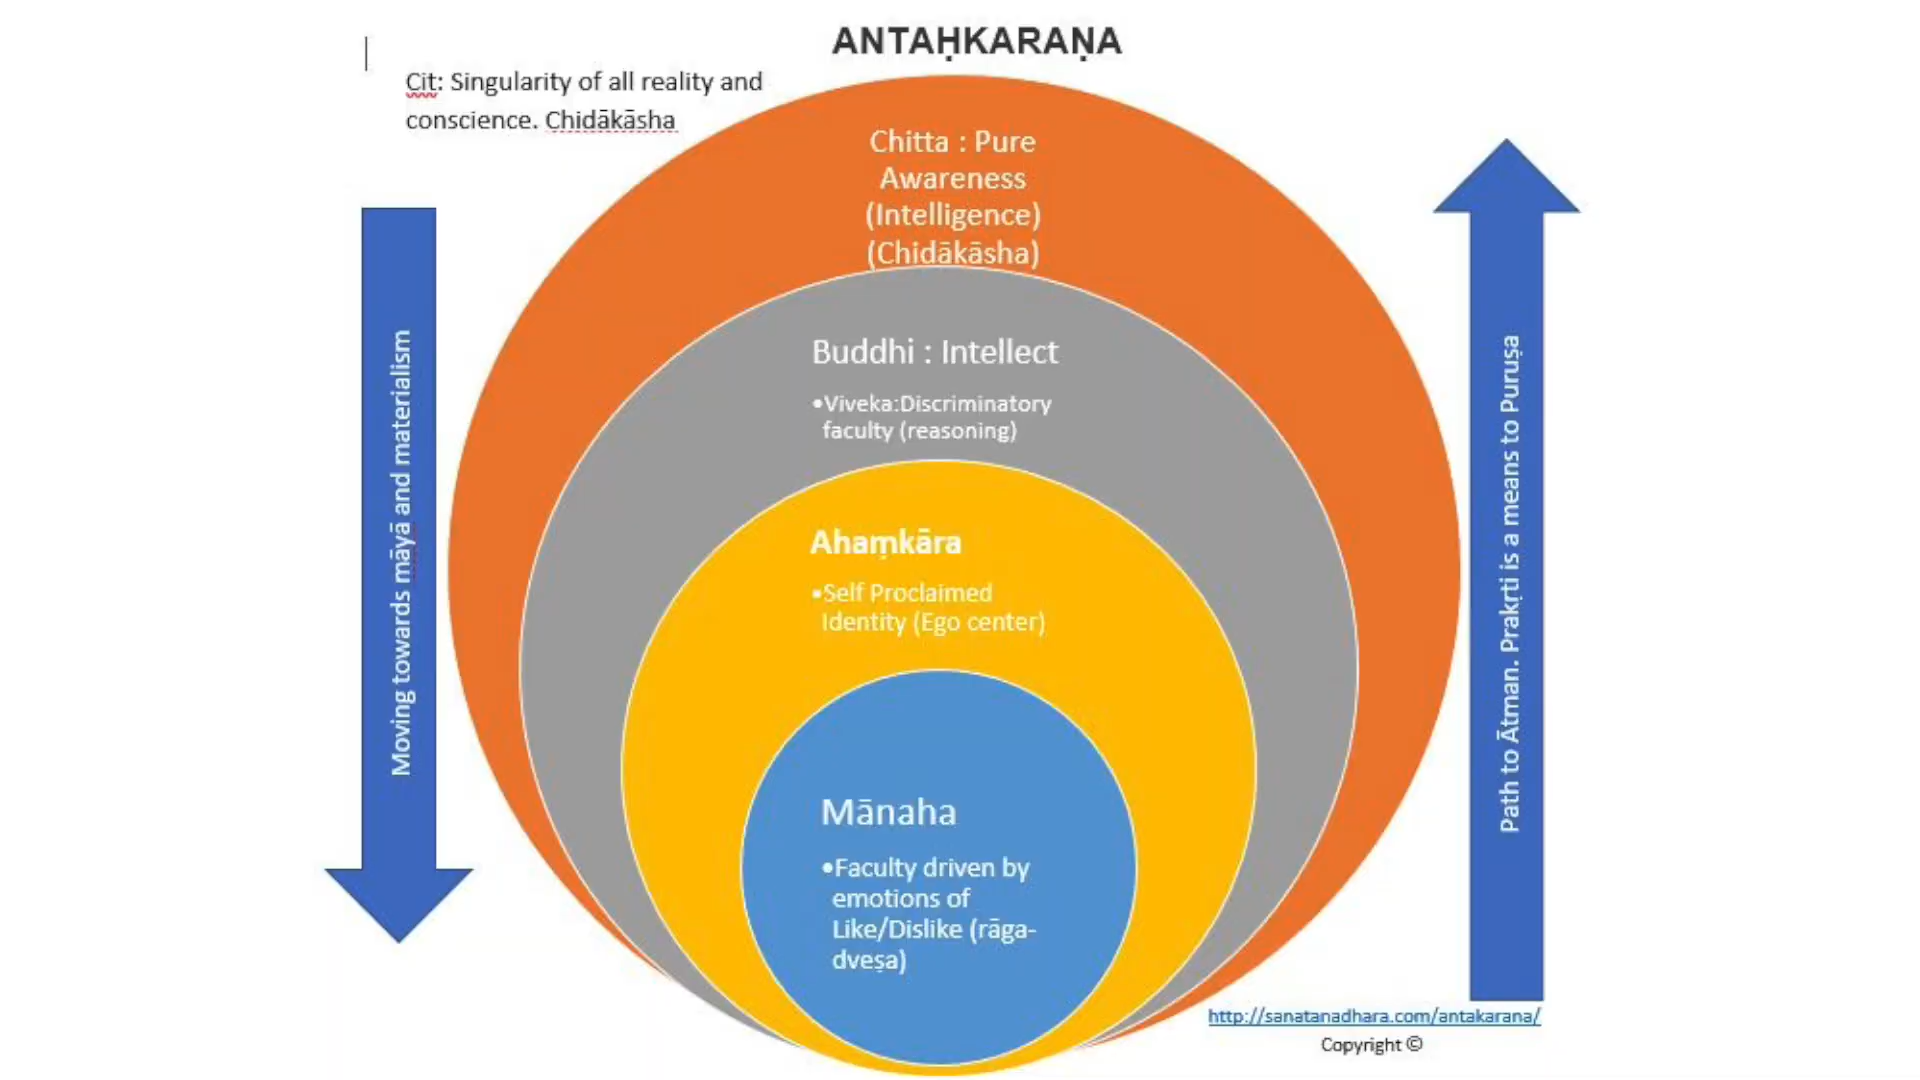 ANTAḤKARAṆA
Cit: Singularity of all reality and
conscience. Chidākāsha
Chitta : Pure
Awareness
(Intelligence)
(Chidākāsha)
Buddhi : Intellect
•Viveka:Discriminatory
faculty (reasoning)
Ahaṃkāra
•Self Proclaimed
Identity (Ego center)
Mānaha
•Faculty driven by
emotions of
Like/Dislike (rāga-
dveṣa)
Moving towards māyā and materialism
Path to Ātman. Prakṛti is a means to Puruṣa
http://sanatanadhara.com/antakarana/
Copyright ©